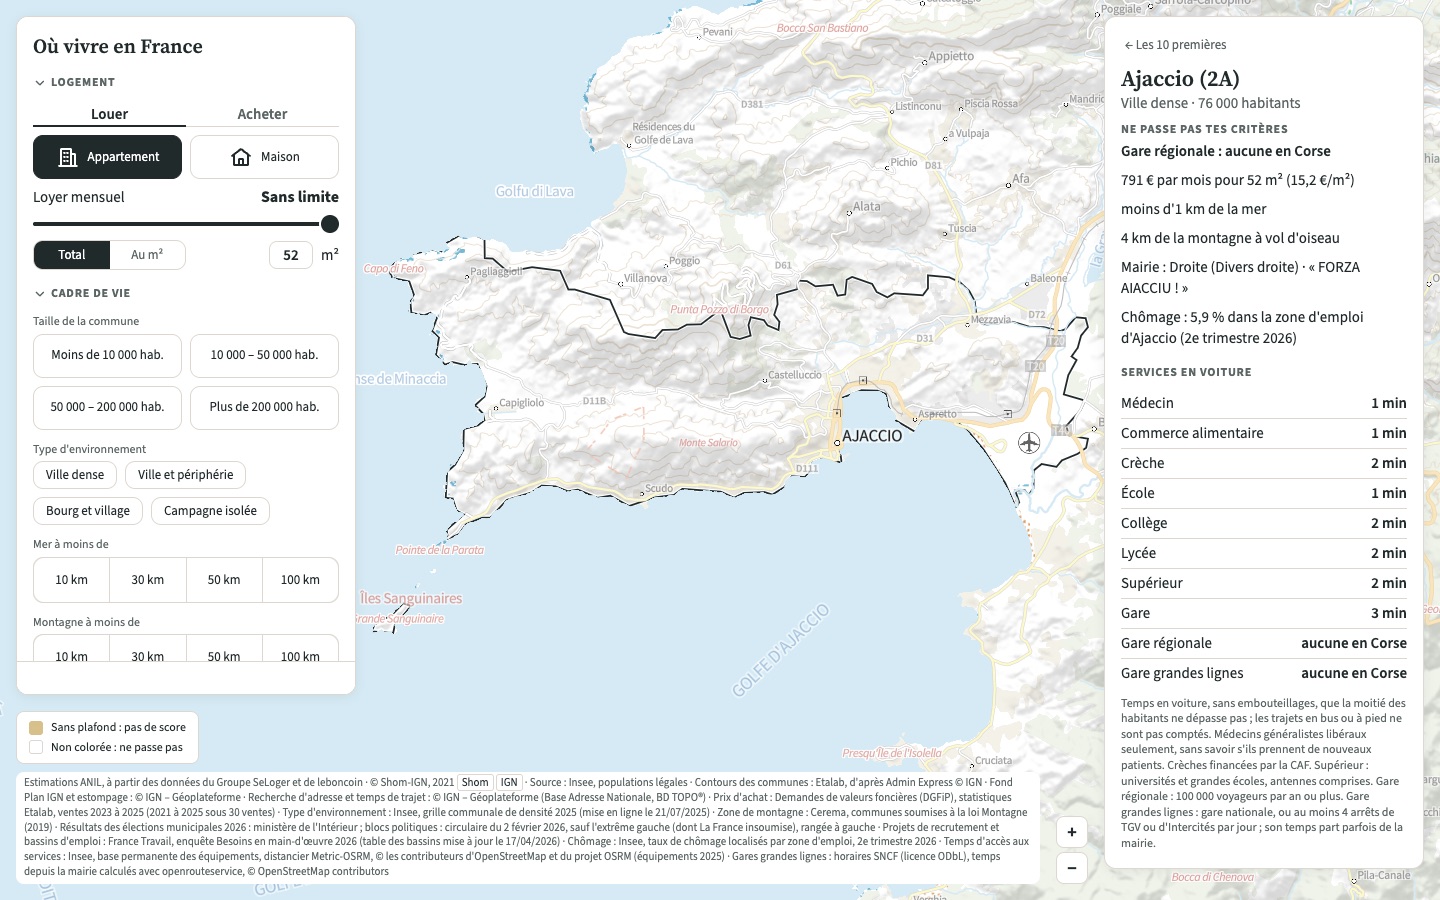 Où vivre en France
LOGEMENT
Louer
Acheter
Appartement
Maison
Loyer mensuel
Sans limite
Total
Au m²
52
m²
CADRE DE VIE
Taille de la commune
Moins de 10 000 hab.
10 000 – 50 000 hab.
50 000 – 200 000 hab.
Plus de 200 000 hab.
Type d'environnement
Ville dense
Ville et périphérie
Bourg et village
Campagne isolée
Mer à moins de
10 km
30 km
50 km
100 km
Montagne à moins de
10 km
30 km
50 km
100 km
Sans plafond : pas de score
Non colorée : ne passe pas
Pevani
Bocca San Bastiano
Poggiale
Appietto
D381
Listinconu
Piscia Rossa
Résidences du
Golfe de Lava
a Vulpaja
Pichio
D81
Afa
Golfu di Lava
Alata
Tuscia
Capo di Feno
Pagliaggioli
Poggio
Villanova
D61
Baleone
Punta Pozzo di Borgo
Mezzavia
D72
D31
T20
T20
Castelluccio
Capigliolo
D11B
Aspretto
AJACCIO
Monte Salario
D111
Scudo
Pointe de la Parata
Îles Sanguinaires
GOLFE D'AJACCIO
Presqu'île de l'Isolella
Cruciata
Bocca di Chenova
Pila-Canale
← Les 10 premières
Ajaccio (2A)
Ville dense · 76 000 habitants
NE PASSE PAS TES CRITÈRES
Gare régionale : aucune en Corse
791 € par mois pour 52 m² (15,2 €/m²)
moins d'1 km de la mer
4 km de la montagne à vol d'oiseau
Mairie : Droite (Divers droite) · « FORZA
AIACCIU ! »
Chômage : 5,9 % dans la zone d'emploi
d'Ajaccio (2e trimestre 2026)
SERVICES EN VOITURE
Médecin 1 min
Commerce alimentaire 1 min
Crèche 2 min
École 1 min
Collège 2 min
Lycée 2 min
Supérieur 2 min
Gare 3 min
Gare régionale aucune en Corse
Gare grandes lignes aucune en Corse
Temps en voiture, sans embouteillages, que la moitié des
habitants ne dépasse pas ; les trajets en bus ou à pied ne
sont pas comptés. Médecins généralistes libéraux
seulement, sans savoir s'ils prennent de nouveaux
patients. Crèches financées par la CAF. Supérieur :
universités et grandes écoles, antennes comprises. Gare
régionale : 100 000 voyageurs par an ou plus. Gare
grandes lignes : gare nationale, ou au moins 4 arrêts de
TGV ou d'Intercités par jour ; son temps part parfois de la
mairie.
Estimations ANIL, à partir des données du Groupe SeLoger et de leboncoin · © Shom-IGN, 2021 Shom IGN · Source : Insee, populations légales · Contours des communes : Etalab, d'après Admin Express © IGN · Fond
Plan IGN et estompage : © IGN – Géoplateforme · Recherche d'adresse et temps de trajet : © IGN – Géoplateforme (Base Adresse Nationale, BD TOPO®) · Prix d'achat : Demandes de valeurs foncières (DGFiP), statistiques
Etalab, ventes 2023 à 2025 (2021 à 2025 sous 30 ventes) · Type d'environnement : Insee, grille communale de densité 2025 (mise en ligne le 21/07/2025) · Zone de montagne : Cerema, communes soumises à la loi Montagne
(2019) · Résultats des élections municipales 2026 : ministère de l'Intérieur ; blocs politiques : circulaire du 2 février 2026, sauf l'extrême gauche (dont La France insoumise), rangée à gauche · Projets de recrutement et
bassins d'emploi : France Travail, enquête Besoins en main-d'œuvre 2026 (table des bassins mise à jour le 17/04/2026) · Chômage : Insee, taux de chômage localisés par zone d'emploi, 2e trimestre 2026 · Temps d'accès aux
services : Insee, base permanente des équipements, distancier Metric-OSRM, © les contributeurs d'OpenStreetMap et du projet OSRM (équipements 2025) · Gares grandes lignes : horaires SNCF (licence ODbL), temps
depuis la mairie calculés avec openrouteservice, © OpenStreetMap contributors
+
−